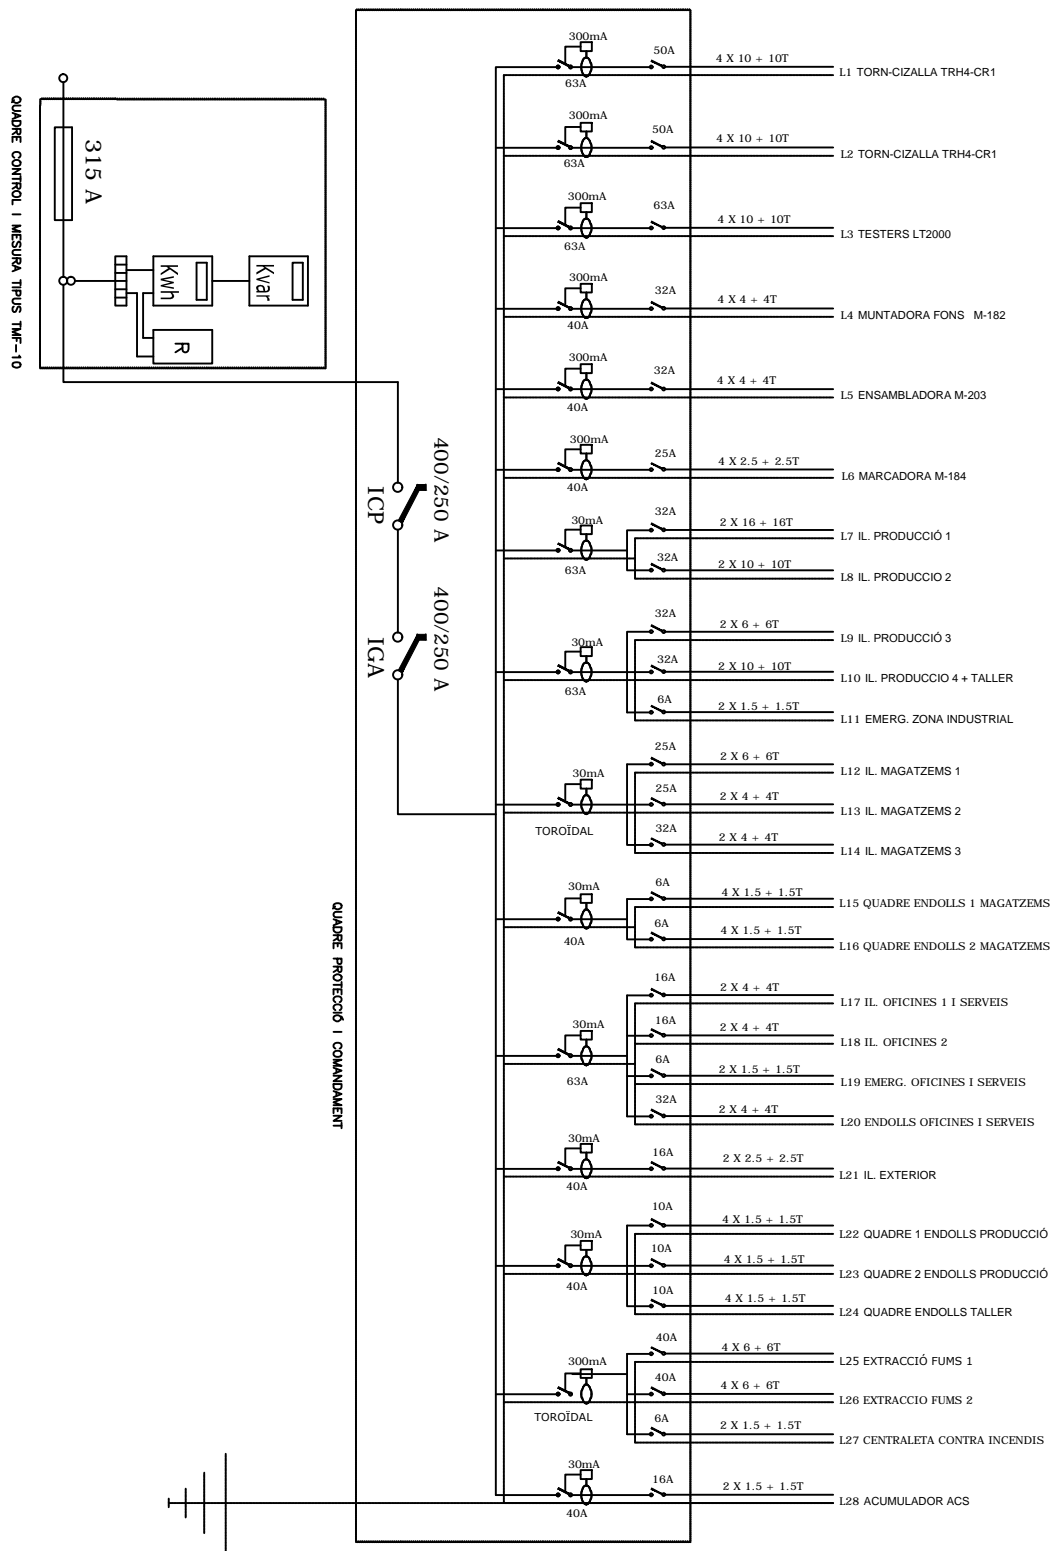 QUADRE CONTROL I MESURA TIPUS TMF-10
315 A
Kwh
Kvar
R
QUADRE PROTECCIÓ I COMANDAMENT
400/250 A
ICP
400/250 A
IGA
300mA
63A
50A
4 X 10 + 10T
L1 TORN-CIZALLA TRH4-CR1
300mA
63A
50A
4 X 10 + 10T
L2 TORN-CIZALLA TRH4-CR1
300mA
63A
63A
4 X 10 + 10T
L3 TESTERS LT2000
300mA
40A
32A
4 X 4 + 4T
L4 MUNTADORA FONS M-182
300mA
40A
32A
4 X 4 + 4T
L5 ENSAMBLADORA M-203
300mA
40A
25A
4 X 2.5 + 2.5T
L6 MARCADORA M-184
30mA
63A
32A
2 X 16 + 16T
L7 IL. PRODUCCIÓ 1
32A
2 X 10 + 10T
L8 IL. PRODUCCIO 2
30mA
63A
32A
2 X 6 + 6T
L9 IL. PRODUCCIÓ 3
32A
2 X 10 + 10T
L10 IL. PRODUCCIO 4 + TALLER
6A
2 X 1.5 + 1.5T
L11 EMERG. ZONA INDUSTRIAL
30mA
TOROÏDAL
25A
2 X 6 + 6T
L12 IL. MAGATZEMS 1
25A
2 X 4 + 4T
L13 IL. MAGATZEMS 2
32A
2 X 4 + 4T
L14 IL. MAGATZEMS 3
30mA
40A
6A
4 X 1.5 + 1.5T
L15 QUADRE ENDOLLS 1 MAGATZEMS
6A
4 X 1.5 + 1.5T
L16 QUADRE ENDOLLS 2 MAGATZEMS
30mA
63A
16A
2 X 4 + 4T
L17 IL. OFICINES 1 I SERVEIS
16A
2 X 4 + 4T
L18 IL. OFICINES 2
6A
2 X 1.5 + 1.5T
L19 EMERG. OFICINES I SERVEIS
32A
2 X 4 + 4T
L20 ENDOLLS OFICINES I SERVEIS
30mA
40A
16A
2 X 2.5 + 2.5T
L21 IL. EXTERIOR
30mA
40A
10A
4 X 1.5 + 1.5T
L22 QUADRE 1 ENDOLLS PRODUCCIÓ
10A
4 X 1.5 + 1.5T
L23 QUADRE 2 ENDOLLS PRODUCCIÓ
10A
4 X 1.5 + 1.5T
L24 QUADRE ENDOLLS TALLER
300mA
TOROÏDAL
40A
4 X 6 + 6T
L25 EXTRACCIÓ FUMS 1
40A
4 X 6 + 6T
L26 EXTRACCIO FUMS 2
6A
2 X 1.5 + 1.5T
L27 CENTRALETA CONTRA INCENDIS
30mA
40A
16A
2 X 1.5 + 1.5T
L28 ACUMULADOR ACS